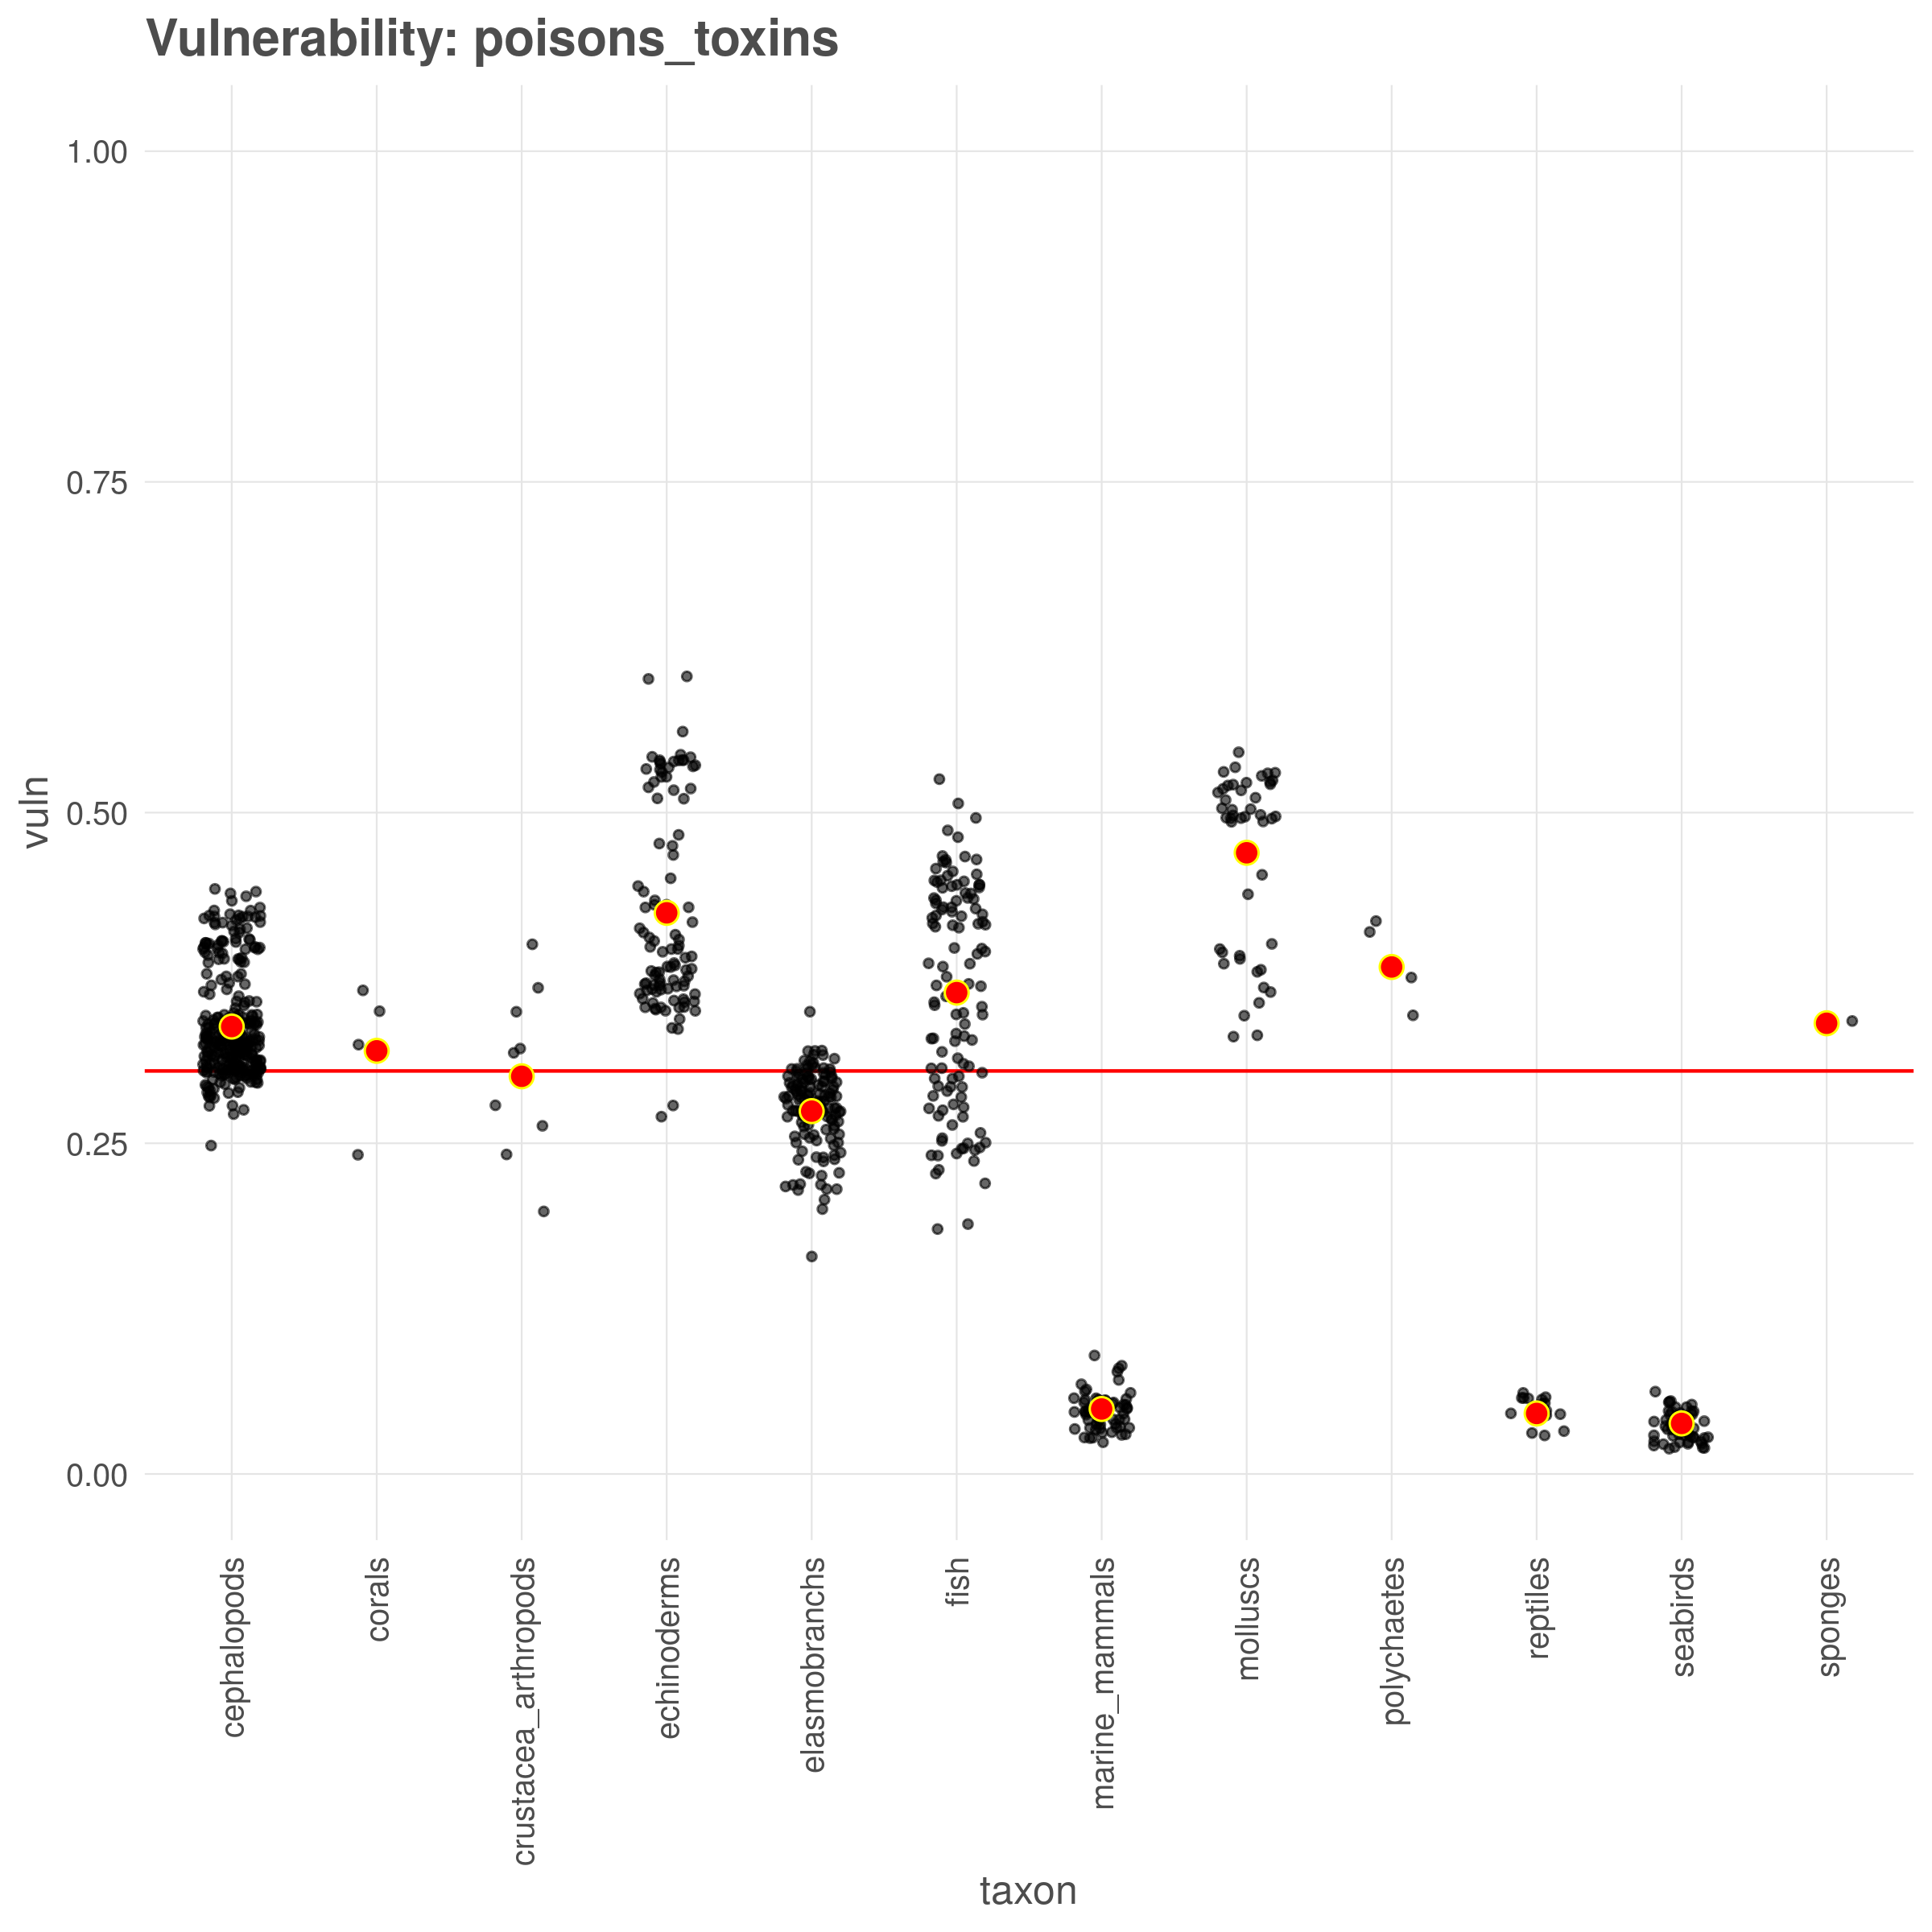 Vulnerability: poisons_toxins
vuln
1.00
0.75
0.50
0.25
0.00
cephalopods
corals
crustacea_arthropods
echinoderms
elasmobranchs
fish
marine_mammals
molluscs
polychaetes
reptiles
seabirds
sponges
taxon